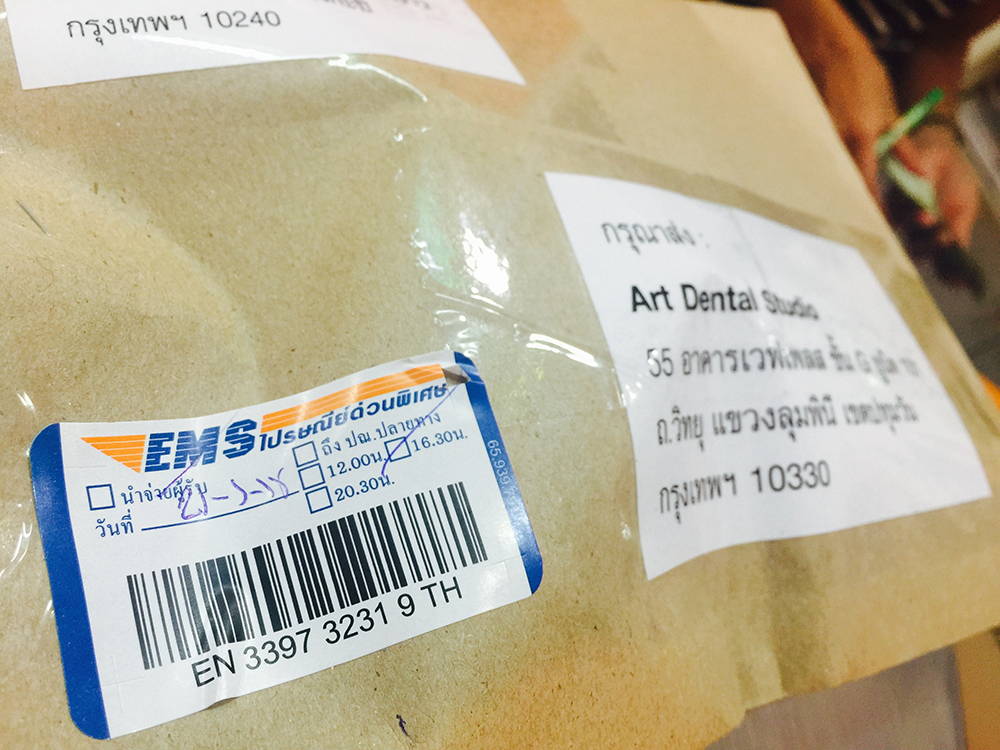 กรุงเทพฯ 10240
กรุณาส่ง :
Art Dental Studio
55 อาคารเวฟเพลส ชั้น G ยูนิต
ถ.วิทยุ แขวงลุมพินี เขตปทุมวัน
กรุงเทพฯ 10330
EMS ไปรษณีย์ด่วนพิเศษ
ถึง ปณ.ปลายทาง
นำจ่ายผู้รับ 12.00น. 16.30น.
วันที่ 20.30น.
65.939
EN 3397 3231 9 TH